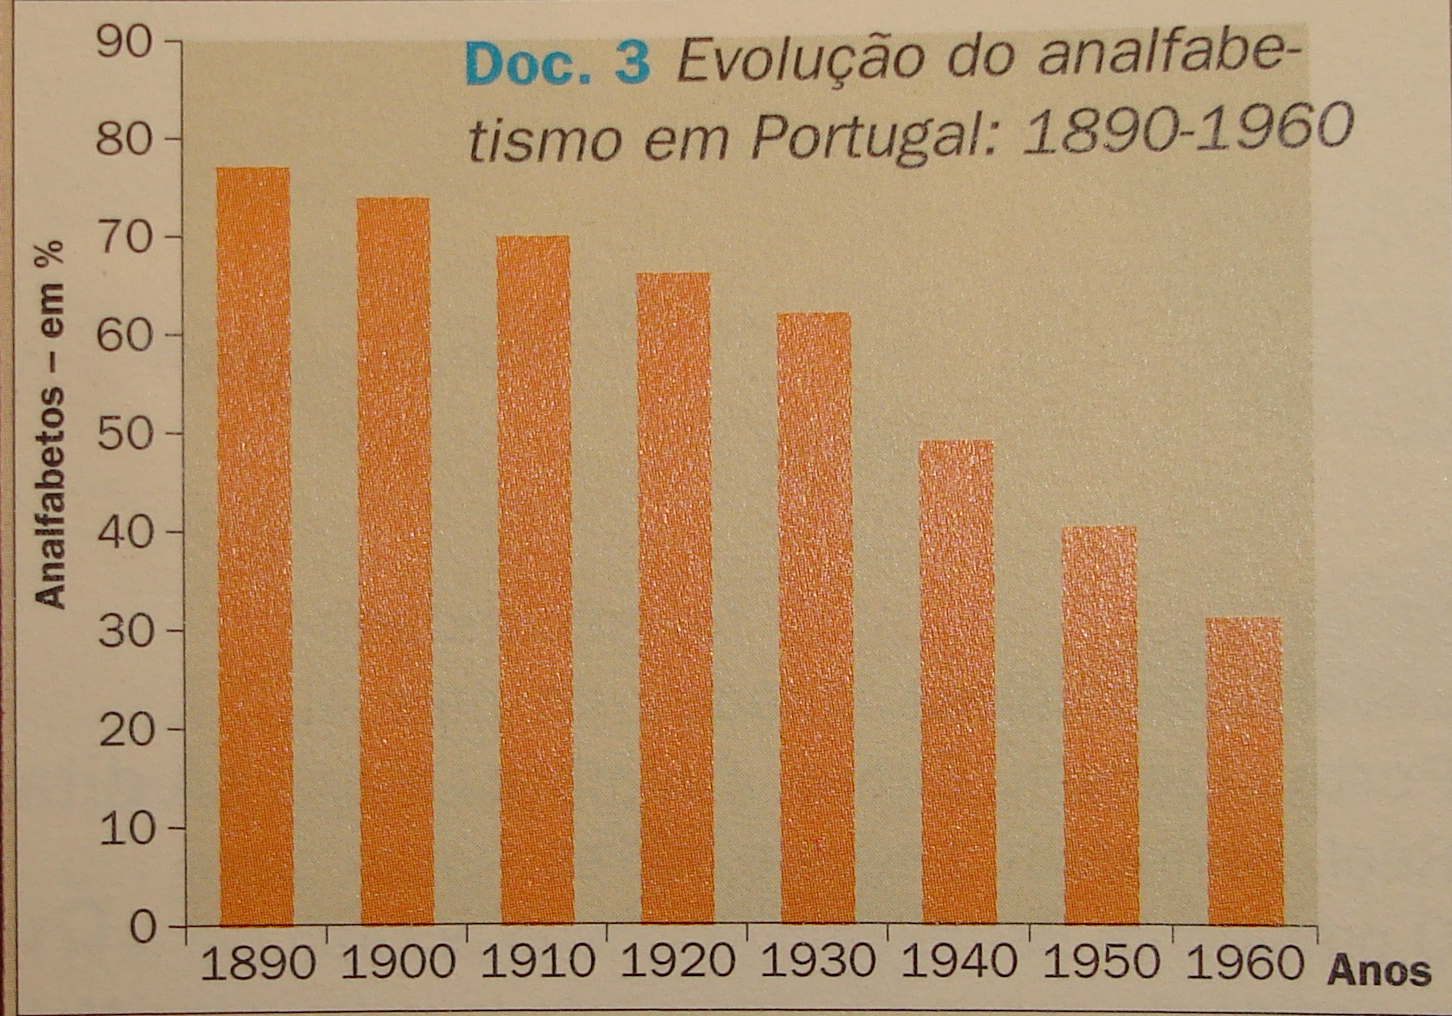 Doc. 3 Evolução do analfabe-
tismo em Portugal: 1890-1960
Analfabetos – em %
90
80
70
60
50
40
30
20
10
0
1890 1900 1910 1920 1930 1940 1950 1960 Anos